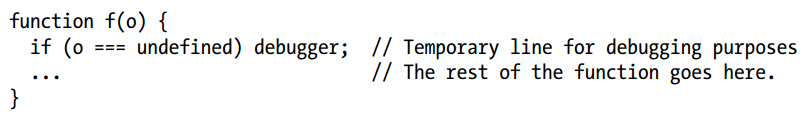 function f(o) {
  if (o === undefined) debugger;  // Temporary line for debugging purposes
  ...                             // The rest of the function goes here.
}